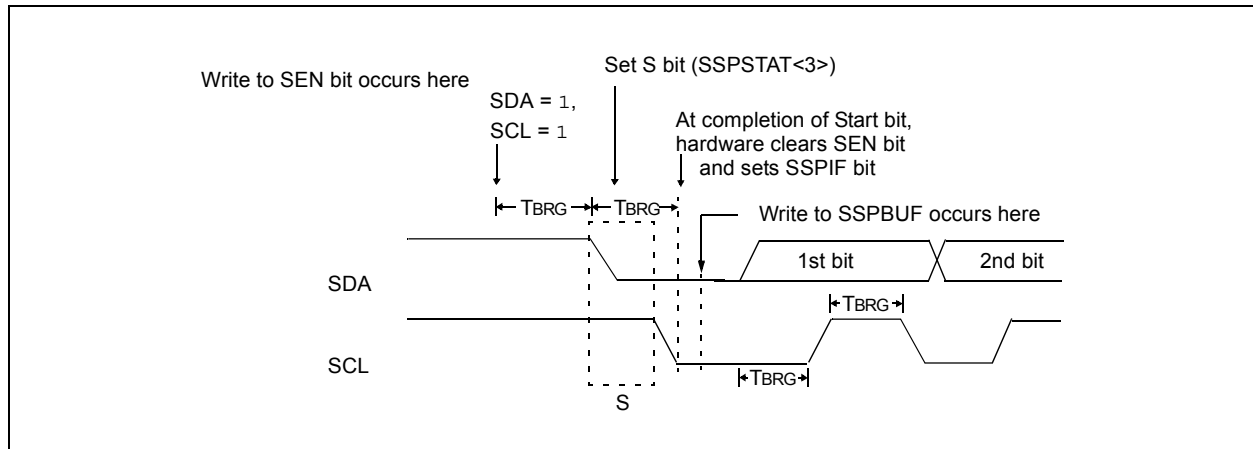 Set S bit (SSPSTAT<3>)
Write to SEN bit occurs here
SDA = 1,
SCL = 1
At completion of Start bit,
hardware clears SEN bit
and sets SSPIF bit
TBRG
TBRG
Write to SSPBUF occurs here
1st bit
2nd bit
SDA
TBRG
SCL
TBRG
S